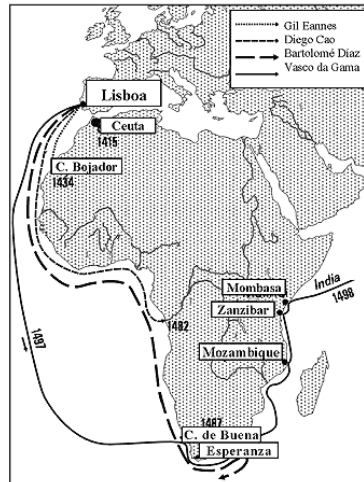 Gil Eannes
Diego Cao
Bartolomé Díaz
Vasco da Gama
Lisboa
Ceuta
1415
C. Bojador
1434
Mombasa
India
1498
Zanzibar
1482
Mozambique
1497
1487
C. de Buena
Esperanza